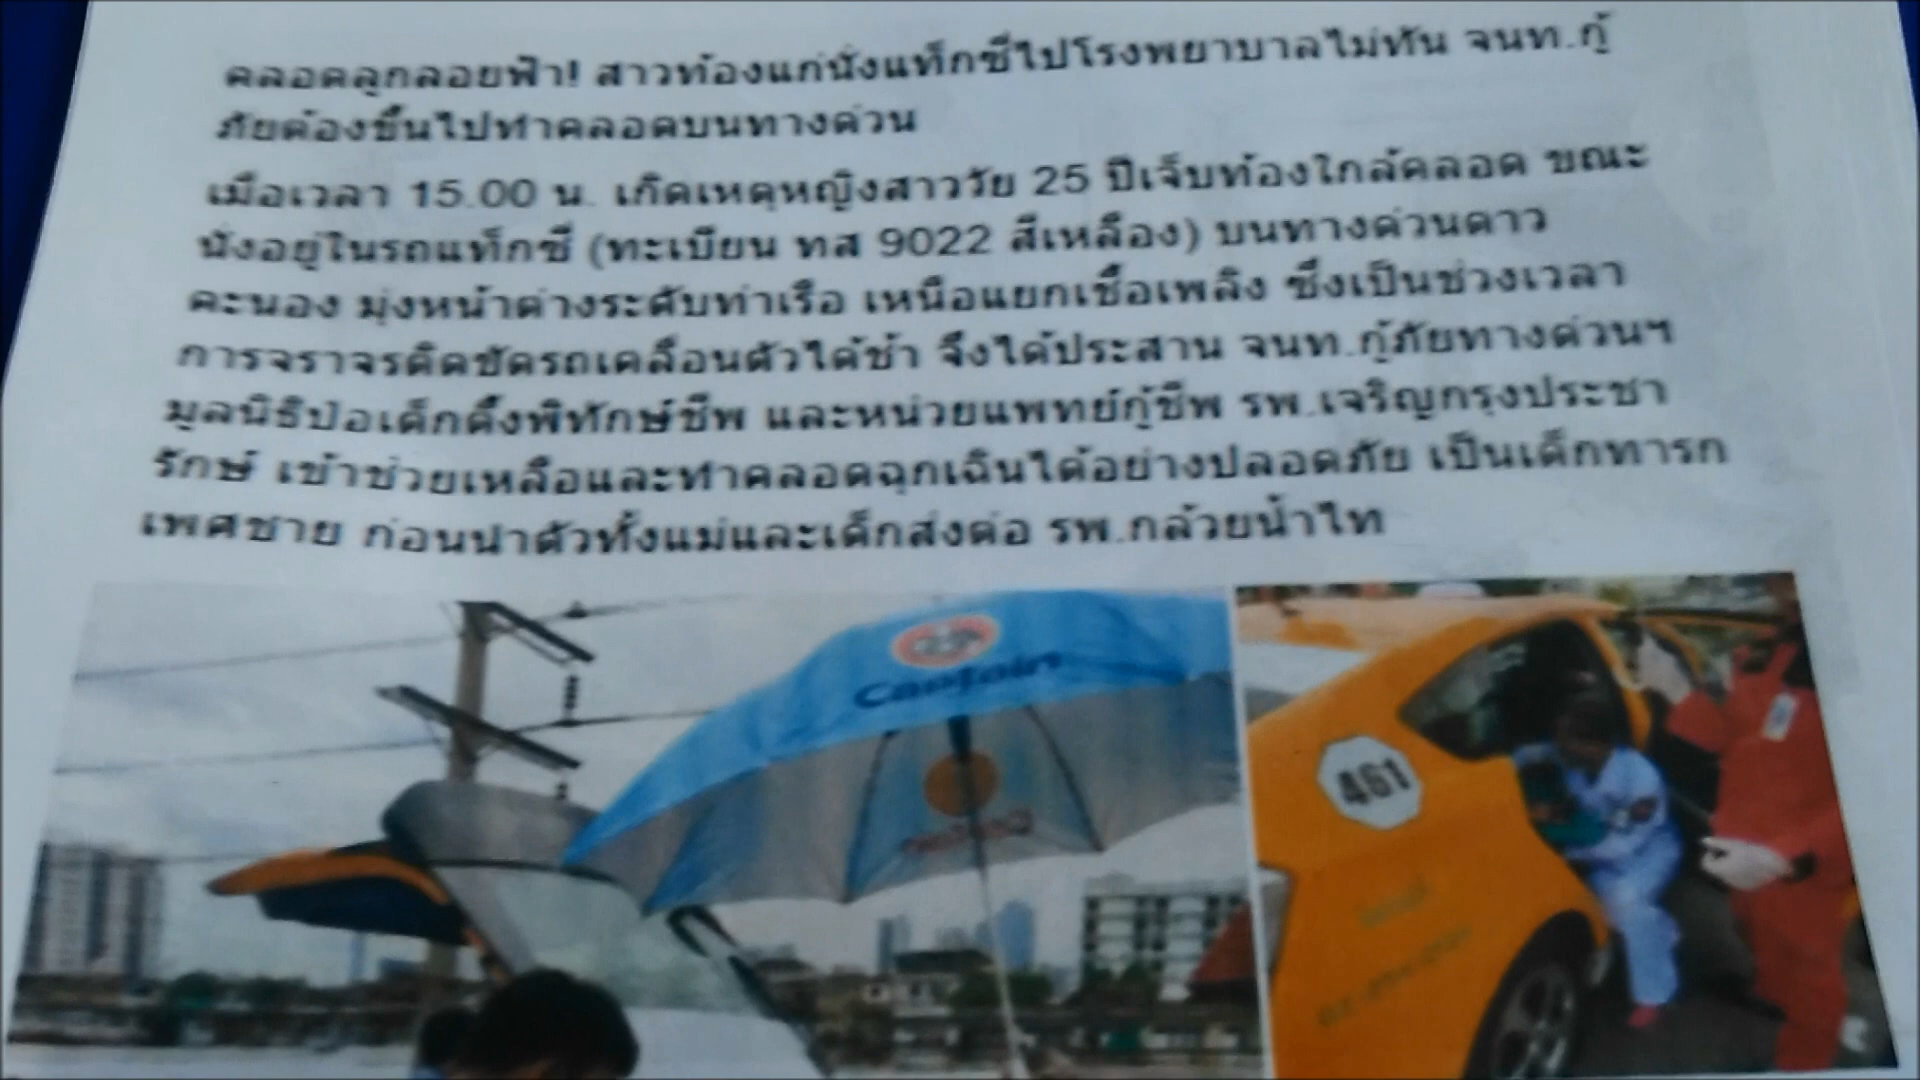 คลอดลูกลอยฟ้า! สาวท้องแก่นั่งแท็กซี่ไปโรงพยาบาลไม่ทัน จนท.กู้
ภัยต้องขึ้นไปทำคลอดบนทางด่วน
เมื่อเวลา 15.00 น. เกิดเหตุหญิงสาววัย 25 ปีเจ็บท้องใกล้คลอด ขณะ
นั่งอยู่ในรถแท็กซี่ (ทะเบียน ทส 9022 สีเหลือง) บนทางด่วนดาว
คะนอง มุ่งหน้าต่างระดับท่าเรือ เหนือแยกเชื้อเพลิง ซึ่งเป็นช่วงเวลา
การจราจรติดขัดรถเคลื่อนตัวได้ช้า จึงได้ประสาน จนท.กู้ภัยทางด่วนฯ
มูลนิธิป่อเต็กตึ๊งพิทักษ์ชีพ และหน่วยแพทย์กู้ชีพ รพ.เจริญกรุงประชา
รักษ์ เข้าช่วยเหลือและทำคลอดฉุกเฉินได้อย่างปลอดภัย เป็นเด็กทารก
เพศชาย ก่อนนำตัวทั้งแม่และเด็กส่งต่อ รพ.กล้วยน้ำไท
Captain
461